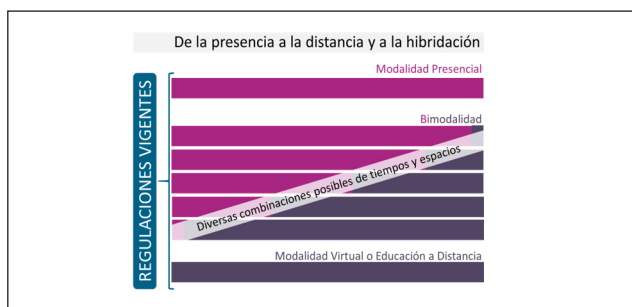 De la presencia a la distancia y a la hibridación
REGULACIONES VIGENTES
Modalidad Presencial
Bimodalidad
Diversas combinaciones posibles de tiempos y espacios
Modalidad Virtual o Educación a Distancia